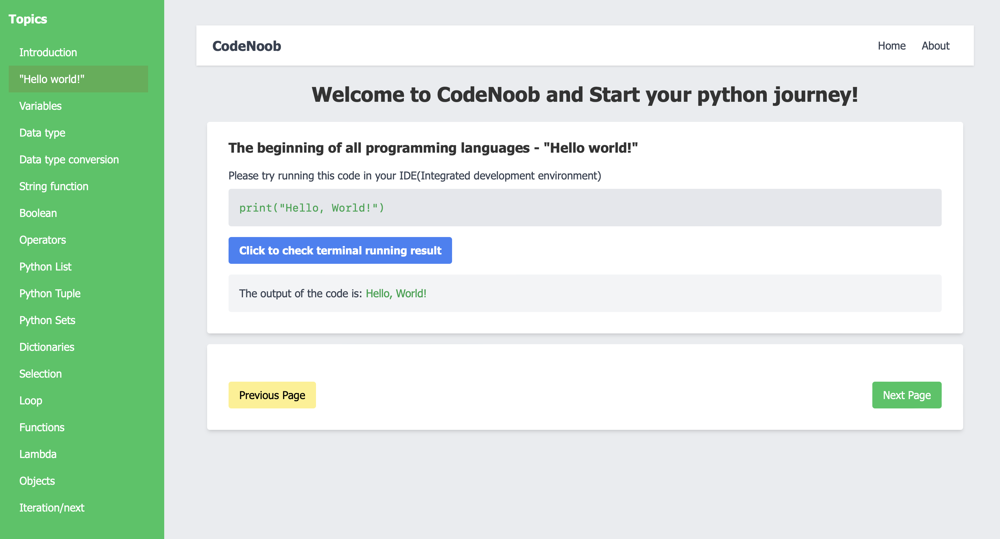 Topics
Introduction
"Hello world!"
Variables
Data type
Data type conversion
String function
Boolean
Operators
Python List
Python Tuple
Python Sets
Dictionaries
Selection
Loop
Functions
Lambda
Objects
Iteration/next
CodeNoob
Home About
Welcome to CodeNoob and Start your python journey!
The beginning of all programming languages - "Hello world!"
Please try running this code in your IDE(Integrated development environment)
print("Hello, World!")
Click to check terminal running result
The output of the code is: Hello, World!
Previous Page
Next Page